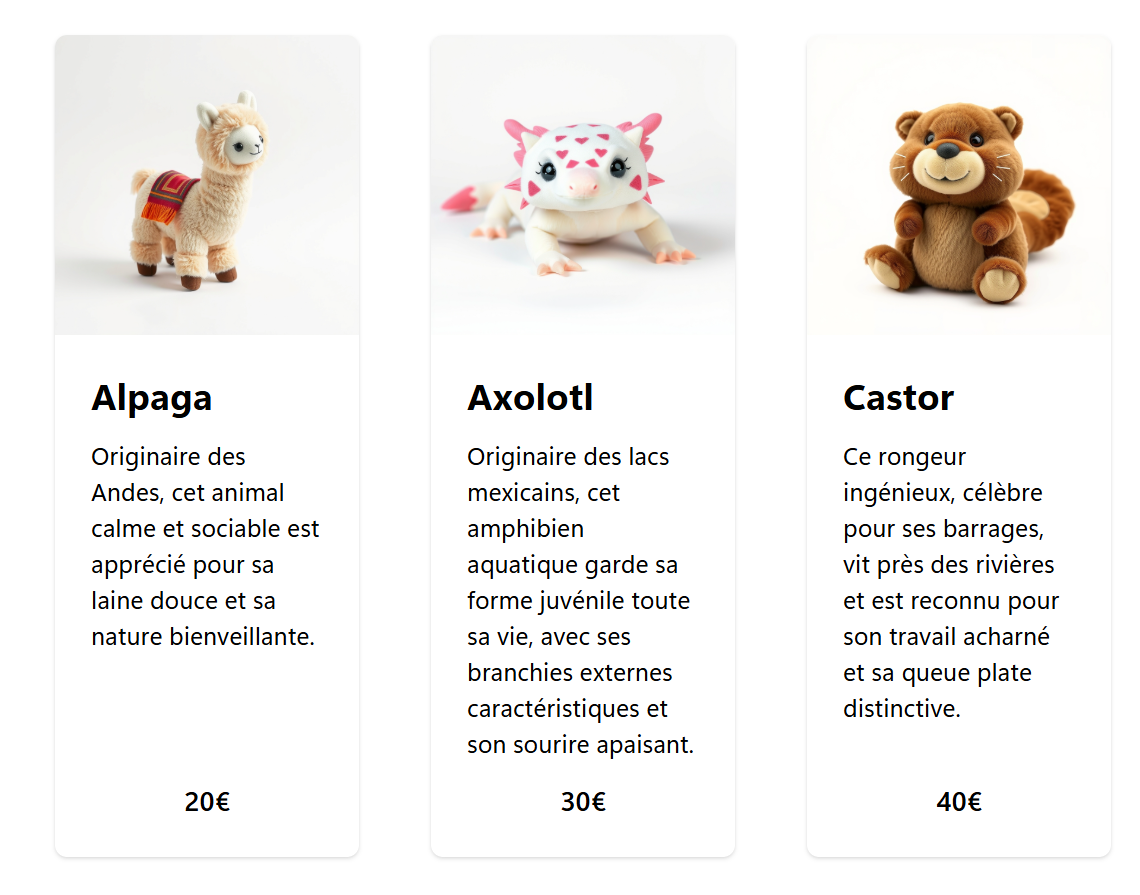 Alpaga
Originaire des
Andes, cet animal
calme et sociable est
apprécié pour sa
laine douce et sa
nature bienveillante.
20€
Axolotl
Originaire des lacs
mexicains, cet
amphibien
aquatique garde sa
forme juvénile toute
sa vie, avec ses
branchies externes
caractéristiques et
son sourire apaisant.
30€
Castor
Ce rongeur
ingénieux, célèbre
pour ses barrages,
vit près des rivières
et est reconnu pour
son travail acharné
et sa queue plate
distinctive.
40€